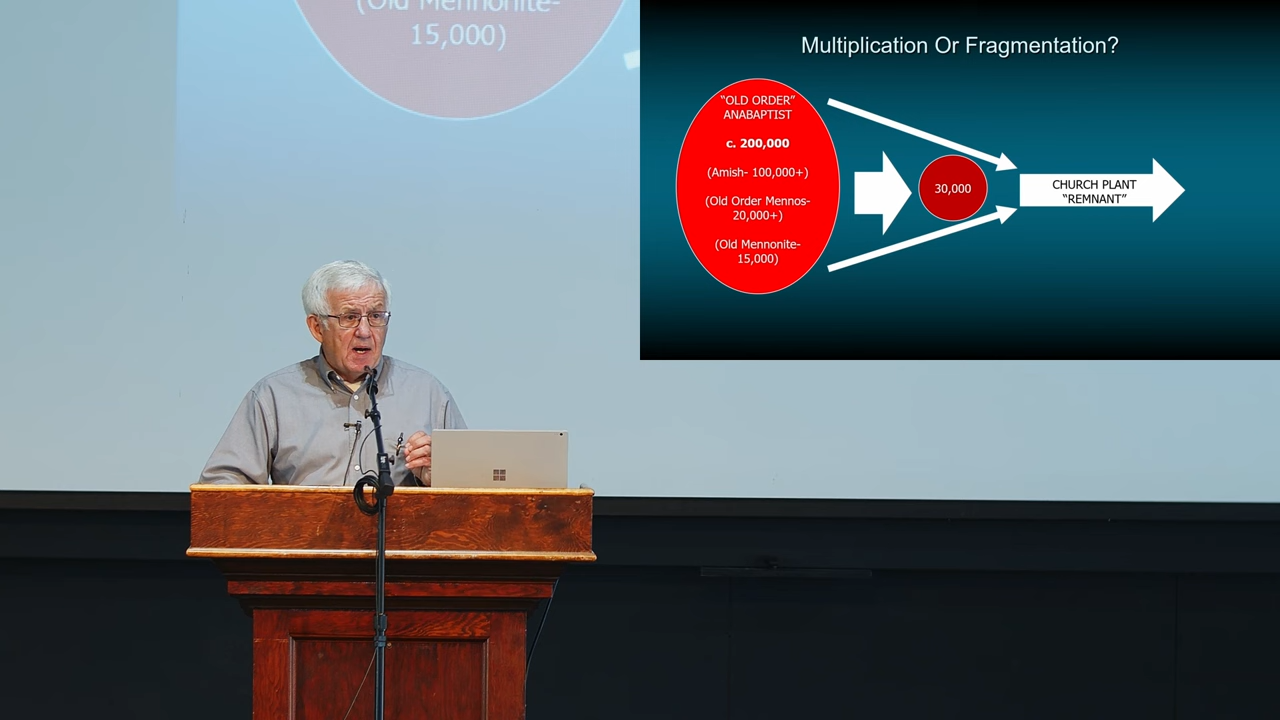 (Old Mennonite-
15,000)
Multiplication Or Fragmentation?
“OLD ORDER”
ANABAPTIST
c. 200,000
(Amish- 100,000+)
(Old Order Mennos-
20,000+)
(Old Mennonite-
15,000)
30,000
CHURCH PLANT
“REMNANT”